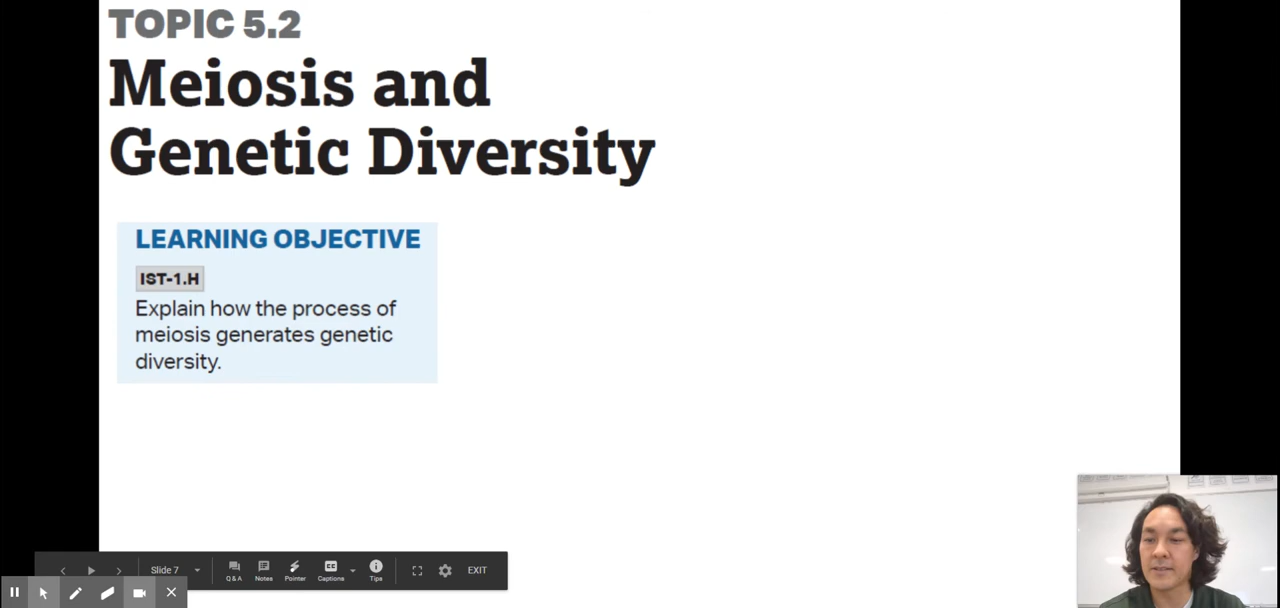 TOPIC 5.2
Meiosis and
Genetic Diversity
LEARNING OBJECTIVE
IST-1.H
Explain how the process of
meiosis generates genetic
diversity.
Slide 7
Q & A
Notes
Pointer
CC
Captions
Tips
EXIT